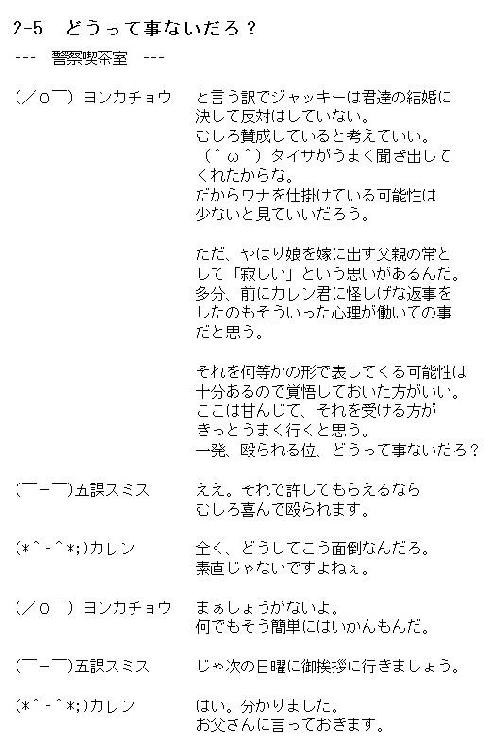 2-5　どうって事ないだろ？
---　警察喫茶室　---
(／０￣) ヨンカチョウ　と言う訳でジャッキーは君達の結婚に
決して反対はしていない。
むしろ賛成していると考えていい。
（＾ω＾）タイサがうまく聞き出して
くれたからな。
だからワナを仕掛けている可能性は
少ないと見ていいだろう。
ただ、やはり娘を嫁に出す父親の常と
して「寂しい」という思いがあるんだ。
多分、前にカレン君に怪しげな返事を
したのもそういった心理が働いての事
だと思う。
それを何等かの形で表してくる可能性は
十分あるので覚悟しておいた方がいい。
ここは甘んじて、それを受ける方が
きっとうまく行くと思う。
一発、殴られる位、どうって事ないだろ？
(￣－￣)五課スミス　ええ。それで許してもらえるなら
むしろ喜んで殴られます。
(*＾-＾*;)カレン　全く、どうしてこう面倒なんだろ。
素直じゃないですよねぇ。
(／０　) ヨンカチョウ　まぁしょうがないよ。
何でもそう簡単にはいかんもんだ。
(￣－￣)五課スミス　じゃ次の日曜に御挨拶に行きましょう。
(*＾-＾*;)カレン　はい。分かりました。
お父さんに言っておきます。